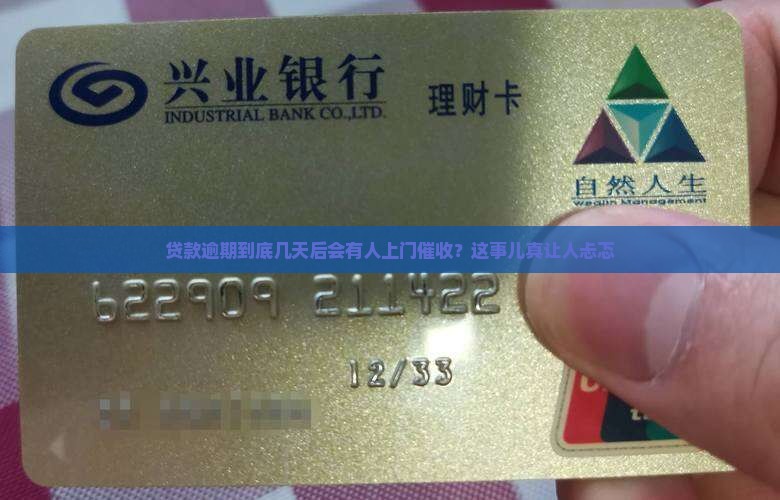 兴业银行
INDUSTRIAL BANK CO.,LTD.
理财卡
自然人生
Wealth Management
贷款逾期到底几天后会有人上门催收？这事儿真让人忐忑
622909 211422
12/33